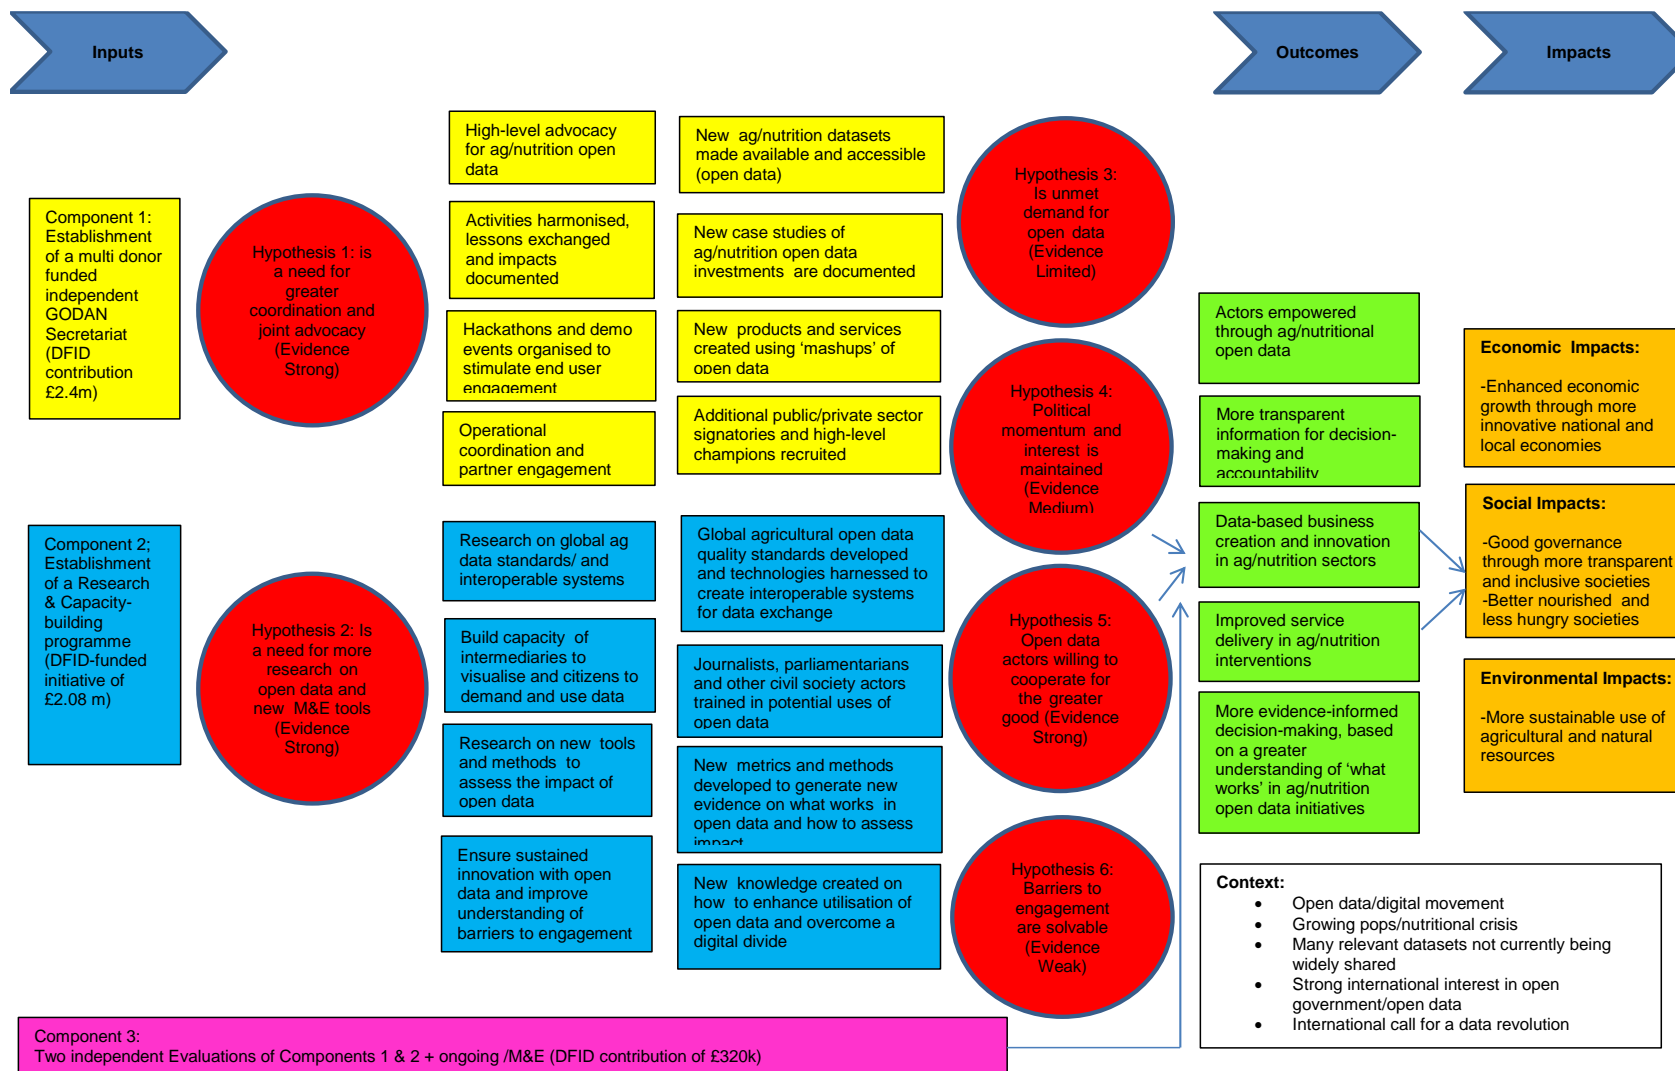 Inputs
Outcomes
Impacts
Component 1:
Establishment
of a multi donor
funded
independent
GODAN
Secretariat
(DFID
contribution
£2.4m)
Hypothesis 1: is
a need for
greater
coordination and
joint advocacy
(Evidence
Strong)
High-level advocacy
for ag/nutrition open
data
Activities harmonised,
lessons exchanged
and impacts
documented
Hackathons and demo
events organised to
stimulate end user
engagement
Operational
coordination and
partner engagement
New ag/nutrition datasets
made available and accessible
(open data)
New case studies of
ag/nutrition open data
investments are documented
New products and services
created using ‘mashups’ of
open data
Additional public/private sector
signatories and high-level
champions recruited
Hypothesis 3:
Is unmet
demand for
open data
(Evidence
Limited)
Hypothesis 4:
Political
momentum and
interest is
maintained
(Evidence
Medium)
Component 2;
Establishment
of a Research
& Capacity-
building
programme
(DFID-funded
initiative of
£2.08 m)
Hypothesis 2: Is
a need for more
research on
open data and
new M&E tools
(Evidence
Strong)
Research on global ag
data standards/ and
interoperable systems
Build capacity of
intermediaries to
visualise and citizens to
demand and use data
Research on new tools
and methods to
assess the impact of
open data
Ensure sustained
innovation with open
data and improve
understanding of
barriers to engagement
Global agricultural open data
quality standards developed
and technologies harnessed to
create interoperable systems
for data exchange
Journalists, parliamentarians
and other civil society actors
trained in potential uses of
open data
New metrics and methods
developed to generate new
evidence on what works in
open data and how to assess
impact
New knowledge created on
how to enhance utilisation of
open data and overcome a
digital divide
Hypothesis 5:
Open data
actors willing to
cooperate for
the greater
good (Evidence
Strong)
Hypothesis 6:
Barriers to
engagement
are solvable
(Evidence
Weak)
Actors empowered
through ag/nutritional
open data
More transparent
information for decision-
making and
accountability
Data-based business
creation and innovation
in ag/nutrition sectors
Improved service
delivery in ag/nutrition
interventions
More evidence-informed
decision-making, based
on a greater
understanding of ‘what
works’ in ag/nutrition
open data initiatives
Economic Impacts:
-Enhanced economic
growth through more
innovative national and
local economies
Social Impacts:
-Good governance
through more transparent
and inclusive societies
-Better nourished and
less hungry societies
Environmental Impacts:
-More sustainable use of
agricultural and natural
resources
Context:
• Open data/digital movement
• Growing pops/nutritional crisis
• Many relevant datasets not currently being
widely shared
• Strong international interest in open
government/open data
• International call for a data revolution
Component 3:
Two independent Evaluations of Components 1 & 2 + ongoing /M&E (DFID contribution of £320k)